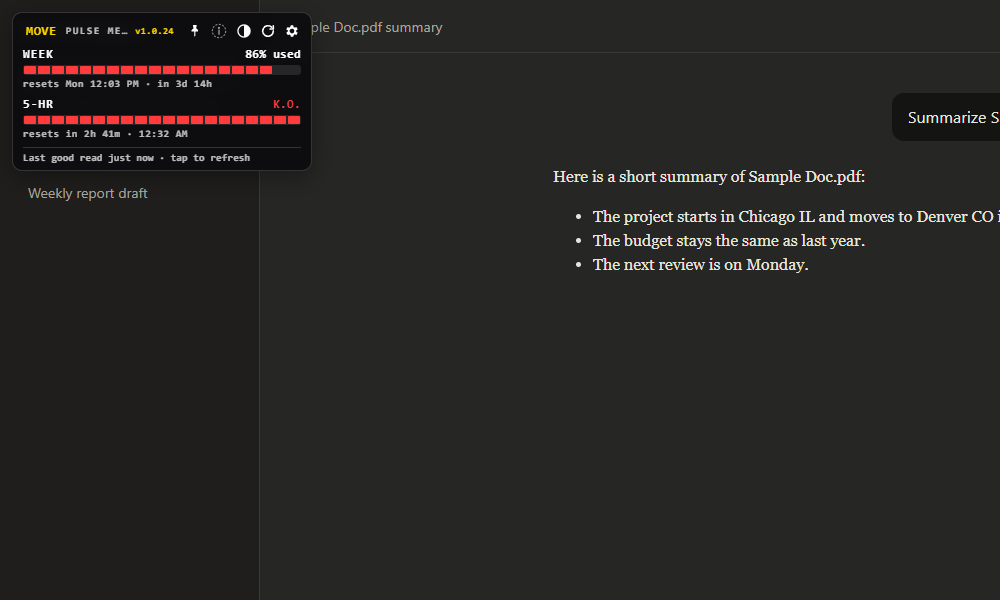 MOVE PULSE ME… v1.0.24
WEEK 86% used
resets Mon 12:03 PM · in 3d 14h
5-HR K.O.
resets in 2h 41m · 12:32 AM
Last good read just now · tap to refresh
Weekly report draft
ple Doc.pdf summary
Summarize S
Here is a short summary of Sample Doc.pdf:
• The project starts in Chicago IL and moves to Denver CO i
• The budget stays the same as last year.
• The next review is on Monday.